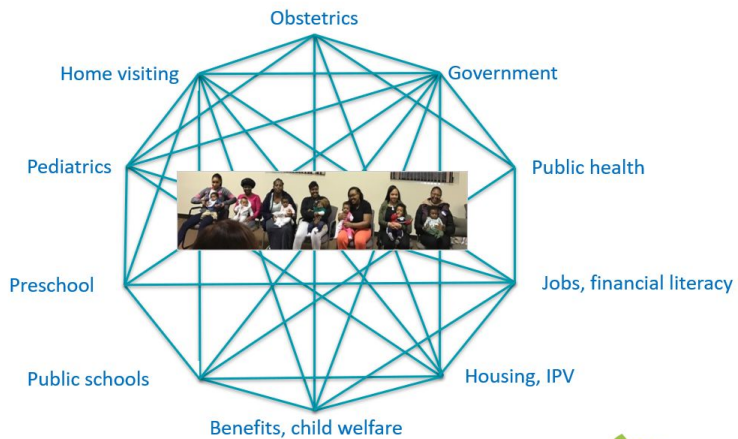 Obstetrics
Home visiting
Government
Pediatrics
Public health
Preschool
Jobs, financial literacy
Public schools
Housing, IPV
Benefits, child welfare